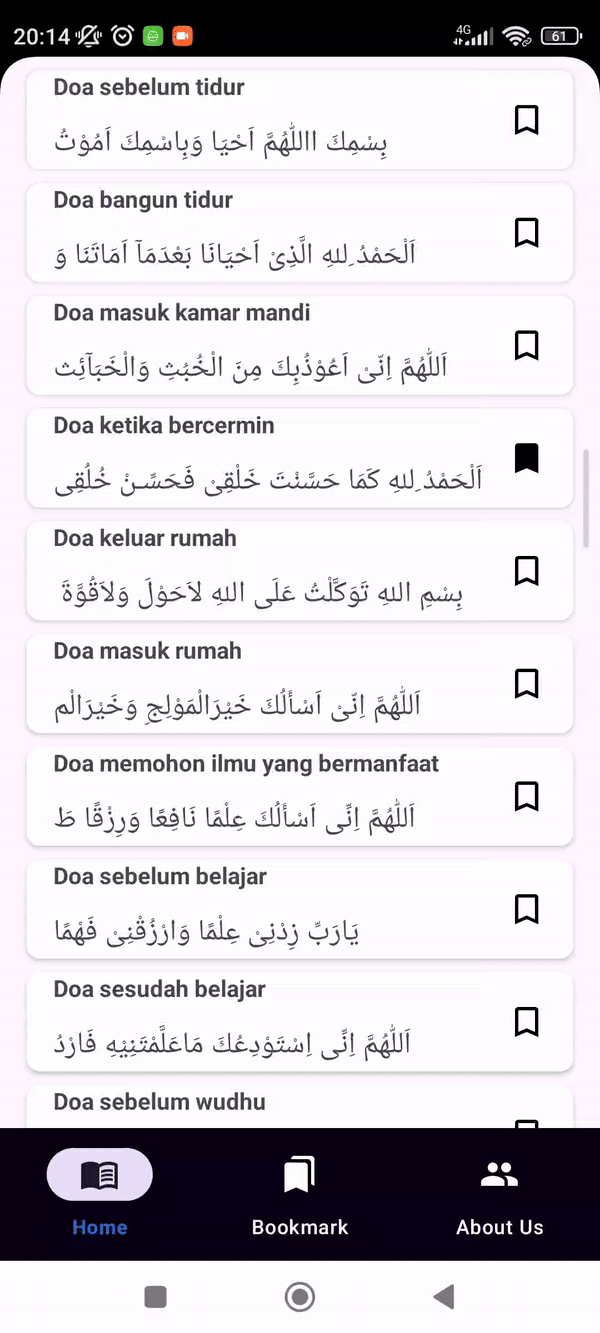 20:14
4G
61
Doa sebelum tidur
بِسْمِكَ االلّٰهُمَّ اَحْيَا وَبِاسْمِكَ اَمُوْتُ
Doa bangun tidur
اَلْحَمْدُ ِللهِ الَّذِىْ اَحْيَانَا بَعْدَمَآ اَمَاتَنَا وَ
Doa masuk kamar mandi
اَللّٰهُمَّ اِنّىْ اَعُوْذُبِكَ مِنَ الْخُبُثِ وَالْخَبَآئِث
Doa ketika bercermin
اَلْحَمْدُ ِللهِ كَمَا حَسَّنْتَ خَلْقِىْ فَحَسِّـنْ خُلُقِى
Doa keluar rumah
بِسْمِ اللهِ تَوَكَّلْتُ عَلَى اللهِ لاَحَوْلَ وَلاَقُوَّةَ
Doa masuk rumah
اَللّٰهُمَّ اِنّىْ اَسْأَلُكَ خَيْرَالْمَوْلِجِ وَخَيْرَالْم
Doa memohon ilmu yang bermanfaat
اَللّٰهُمَّ اِنِّى اَسْأَلُكَ عِلْمًا نَافِعًا وَرِزْقًا طَ
Doa sebelum belajar
يَارَبِّ زِدْنِىْ عِلْمًا وَارْزُقْنِىْ فَهْمًا
Doa sesudah belajar
اَللّٰهُمَّ اِنِّى اِسْتَوْدِعُكَ مَاعَلَّمْتَنِيْهِ فَارْدُ
Doa sebelum wudhu
Home
Bookmark
About Us